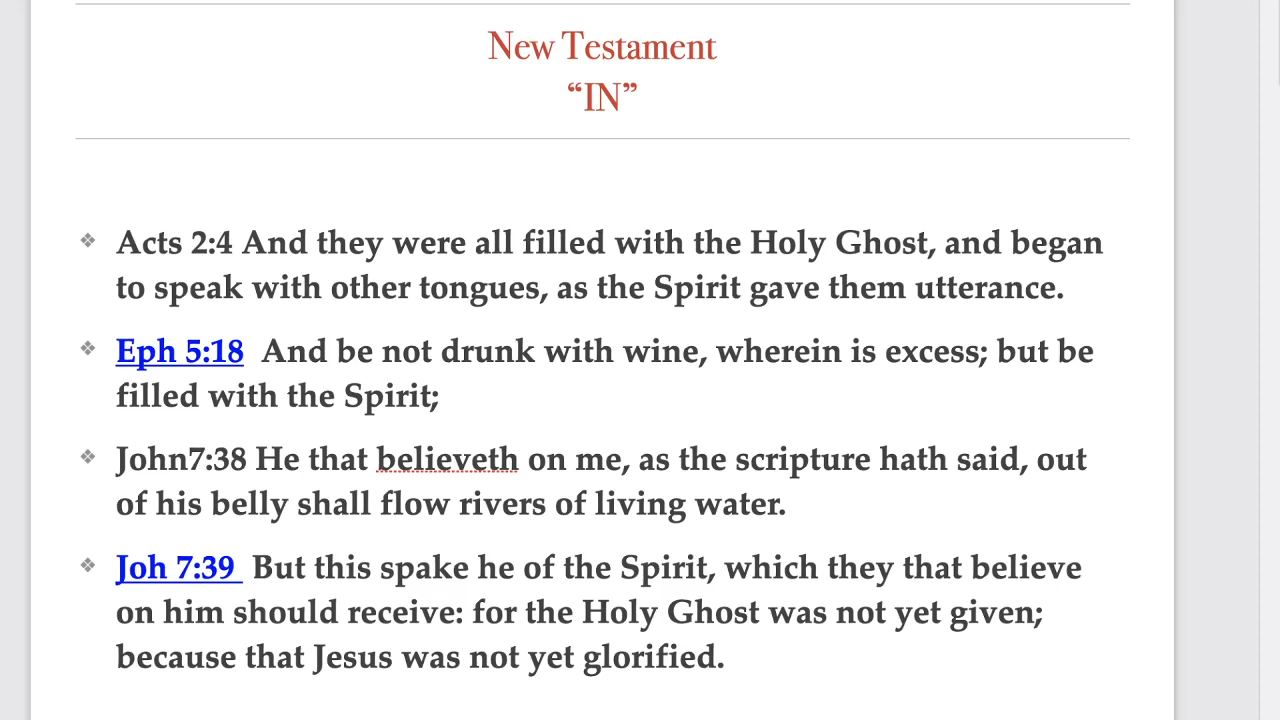 New Testament
“IN”
❖ Acts 2:4 And they were all filled with the Holy Ghost, and began
to speak with other tongues, as the Spirit gave them utterance.
❖ Eph 5:18  And be not drunk with wine, wherein is excess; but be
filled with the Spirit;
❖ John7:38 He that believeth on me, as the scripture hath said, out
of his belly shall flow rivers of living water.
❖ Joh 7:39  But this spake he of the Spirit, which they that believe
on him should receive: for the Holy Ghost was not yet given;
because that Jesus was not yet glorified.